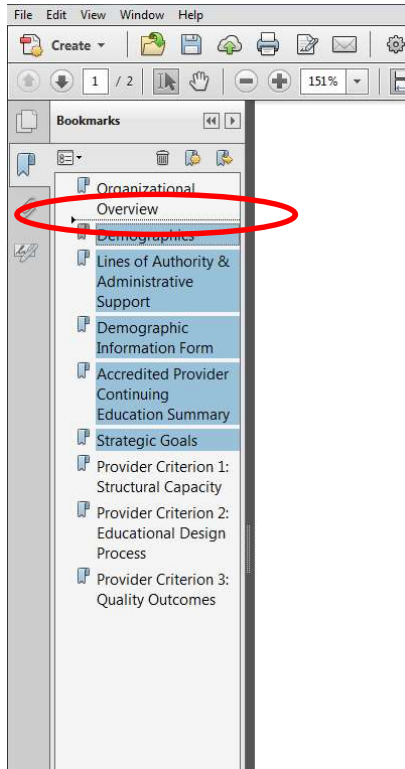 File Edit View Window Help
Create
1 / 2 151%
Bookmarks
Organizational
Overview
Demographics
Lines of Authority &
Administrative
Support
Demographic
Information Form
Accredited Provider
Continuing
Education Summary
Strategic Goals
Provider Criterion 1:
Structural Capacity
Provider Criterion 2:
Educational Design
Process
Provider Criterion 3:
Quality Outcomes